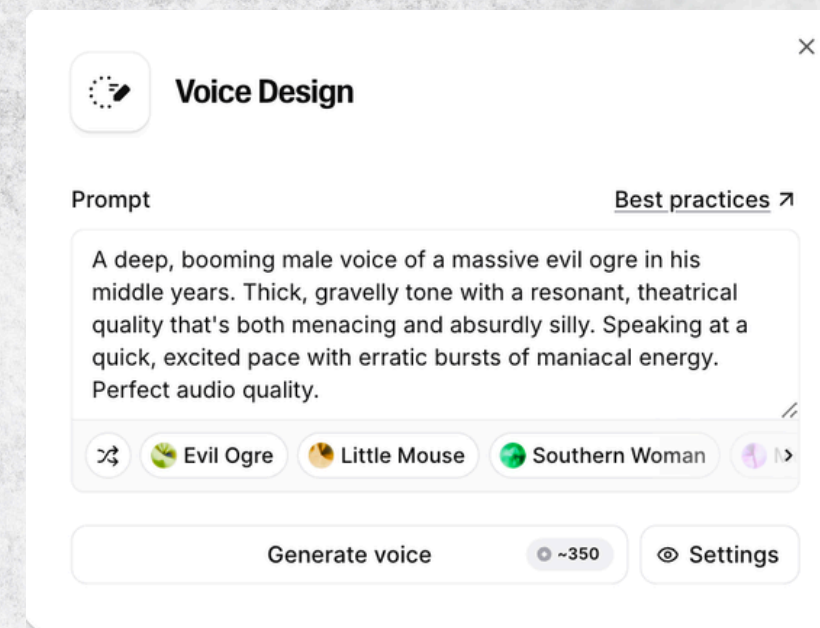 Voice Design
Prompt
Best practices
A deep, booming male voice of a massive evil ogre in his
middle years. Thick, gravelly tone with a resonant, theatrical
quality that's both menacing and absurdly silly. Speaking at a
quick, excited pace with erratic bursts of maniacal energy.
Perfect audio quality.
Evil Ogre
Little Mouse
Southern Woman
Generate voice
~350
Settings